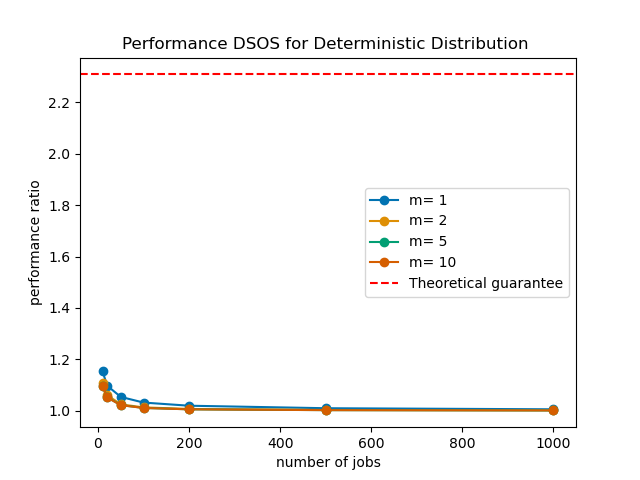 Performance DSOS for Deterministic Distribution
performance ratio
2.2
2.0
1.8
1.6
1.4
1.2
1.0
m= 1
m= 2
m= 5
m= 10
Theoretical guarantee
0 200 400 600 800 1000
number of jobs